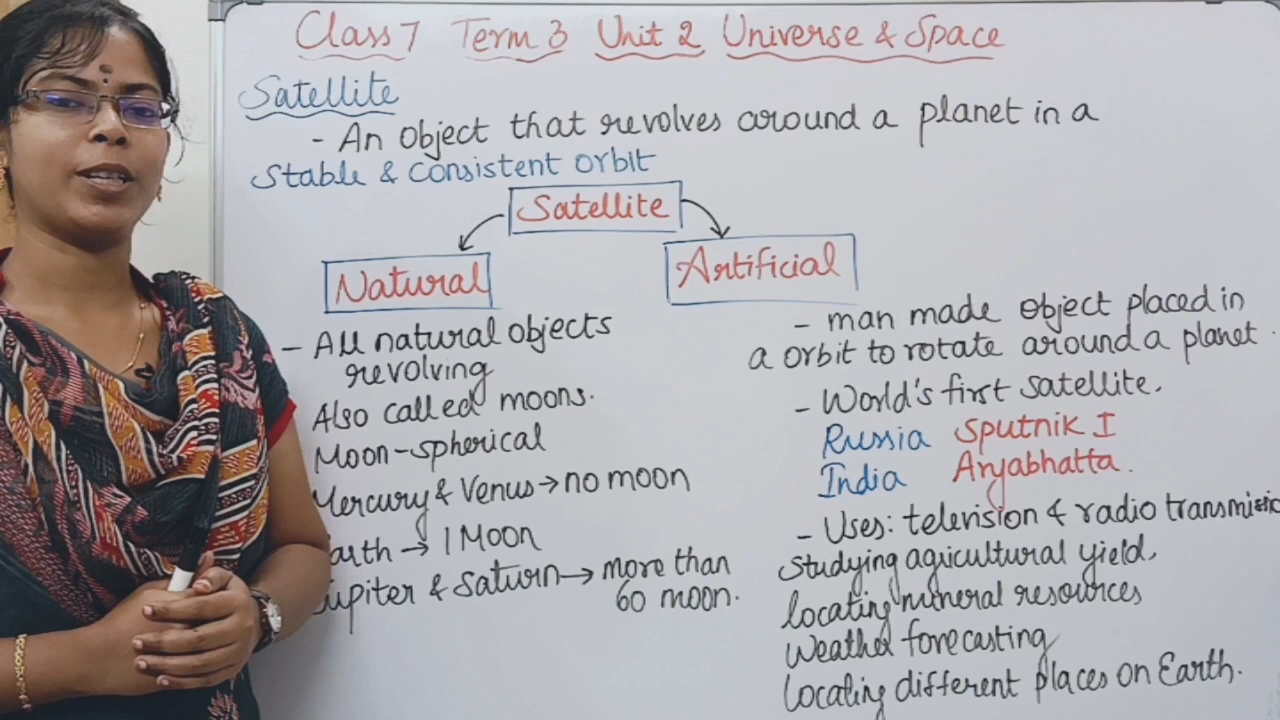 Class 7 Term 3 Unit 2 Universe & Space
Satellite
- An object that revolves around a planet in a
Stable & Consistent orbit
Satellite
Natural
- All natural objects
revolving
Also called moons.
Moon-spherical
Mercury & Venus → no moon
arth → 1 Moon
upiter & Saturn → more than
60 moon.
Artificial
- man made object placed in
a orbit to rotate around a planet.
- World's first satellite.
Russia Sputnik I
India Aryabhatta.
- Uses: television & radio transmissio
Studying agricultural yield,
locating mineral resources
Weather forecasting
Locating different places on Earth.